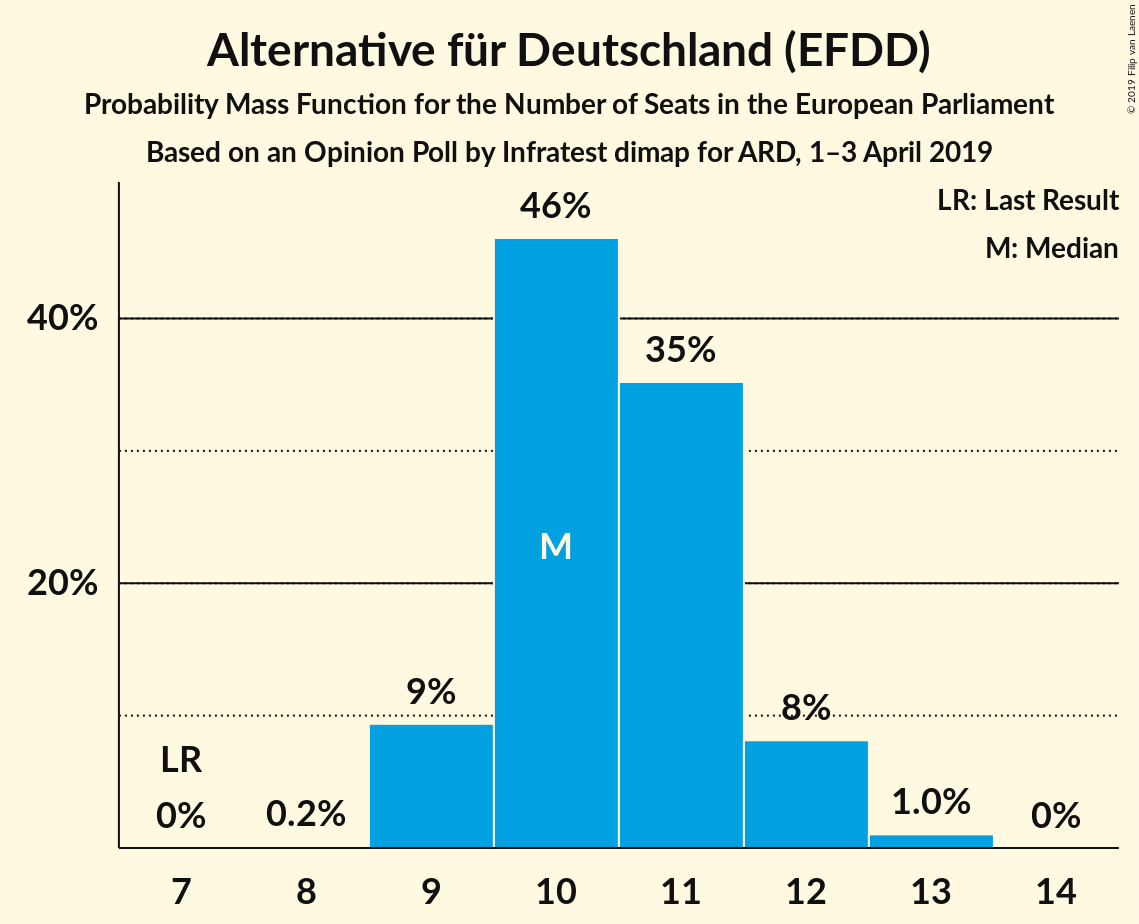 Alternative für Deutschland (EFDD)
Probability Mass Function for the Number of Seats in the European Parliament
Based on an Opinion Poll by Infratest dimap for ARD, 1–3 April 2019
© 2019 Filip van Laenen
LR: Last Result
M: Median
46%
40%
35%
M
20%
9%
8%
LR
0%
0.2%
1.0%
0%
7 8 9 10 11 12 13 14